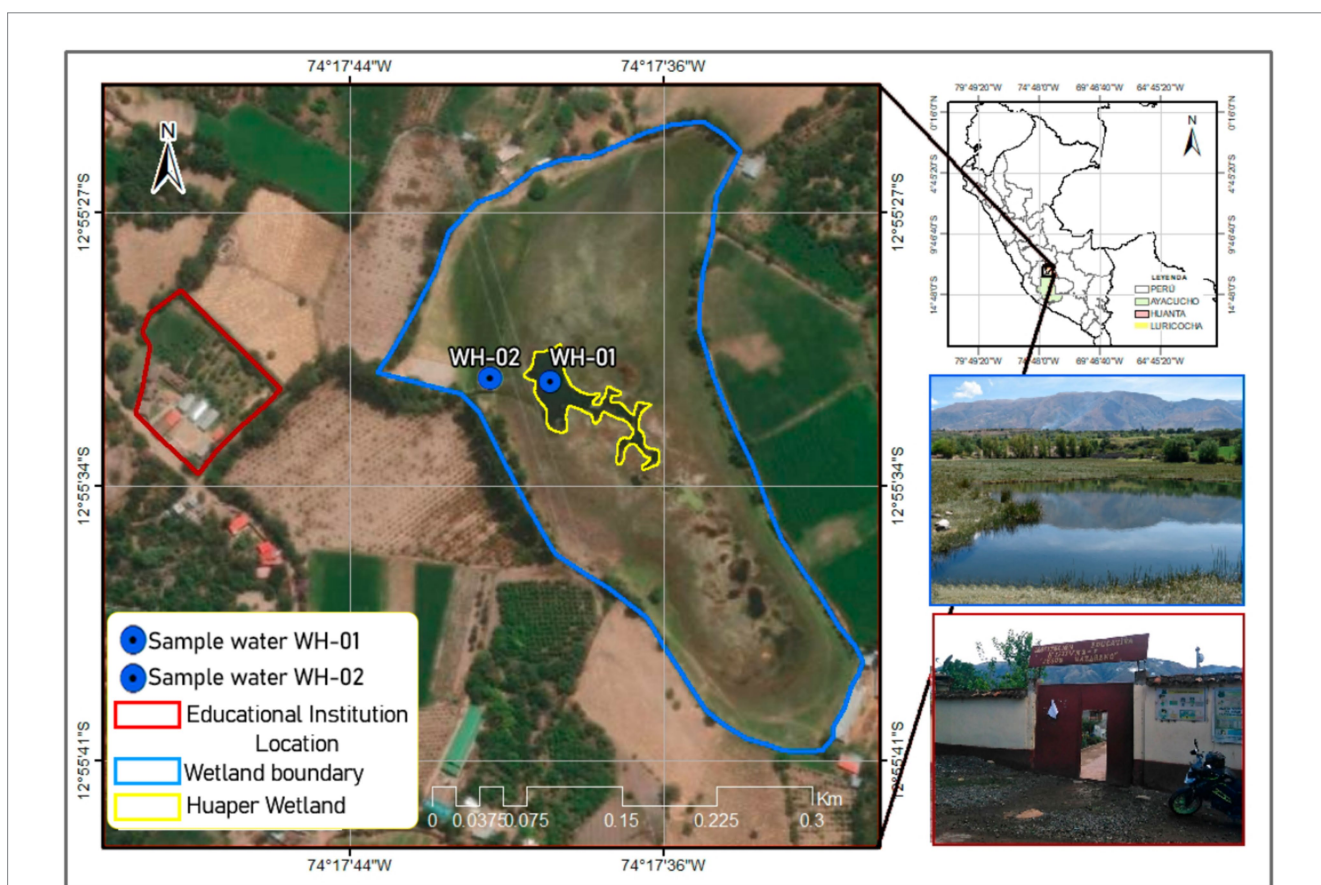 74°17'44"W
74°17'36"W
N
12°55'27"S
12°55'27"S
12°55'34"S
12°55'34"S
12°55'41"S
12°55'41"S
WH-02
WH-01
Sample water WH-01
Sample water WH-02
Educational Institution
Location
Wetland boundary
Huaper Wetland
0 0.0375 0.075 0.15 0.225 0.3
Km
74°17'44"W
74°17'36"W
79°49'20"W 74°48'0"W 69°46'40"W 64°45'20"W
0°16'0"N
0°16'0"N
4°45'20"S
4°45'20"S
9°46'40"S
9°46'40"S
14°48'0"S
14°48'0"S
N
LEYENDA
PERÚ
AYACUCHO
HUANTA
LURICOCHA
79°49'20"W 74°48'0"W 69°46'40"W 64°45'20"W
EDUCATIVA